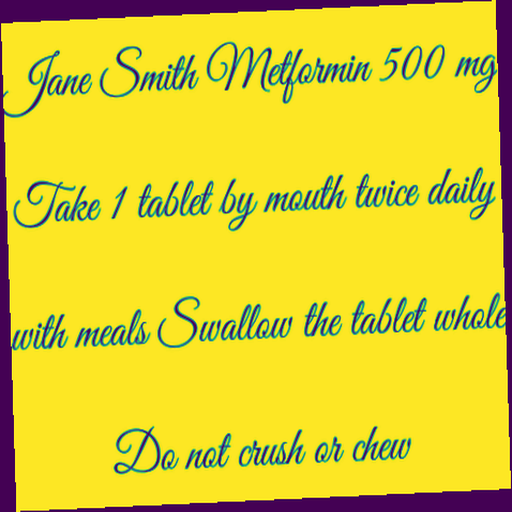 Jane Smith Metformin 500 mg
Take 1 tablet by mouth twice daily
with meals Swallow the tablet whole
Do not crush or chew